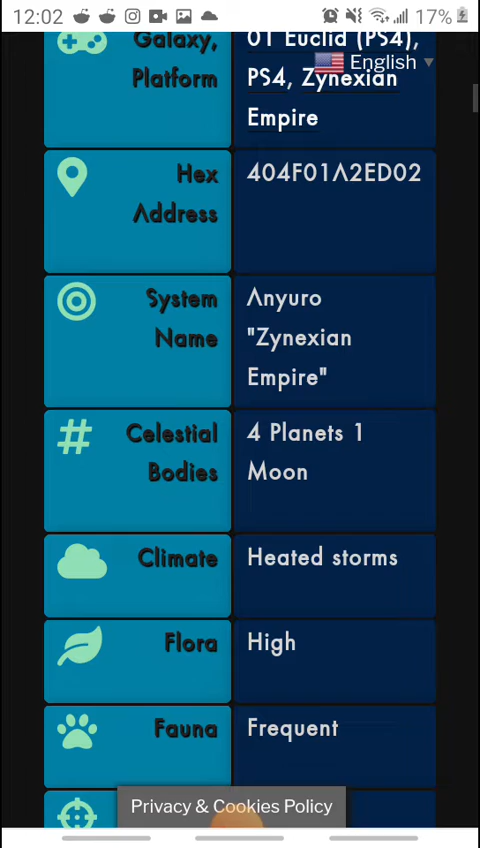 12:02
17%
Galaxy,
Platform
01 Euclid (PS4),
PS4, Zynexian
Empire
English
Hex
Address
404F01A2ED02
System
Name
Anyuro
"Zynexian
Empire"
Celestial
Bodies
4 Planets 1
Moon
Climate
Heated storms
Flora
High
Fauna
Frequent
Privacy & Cookies Policy